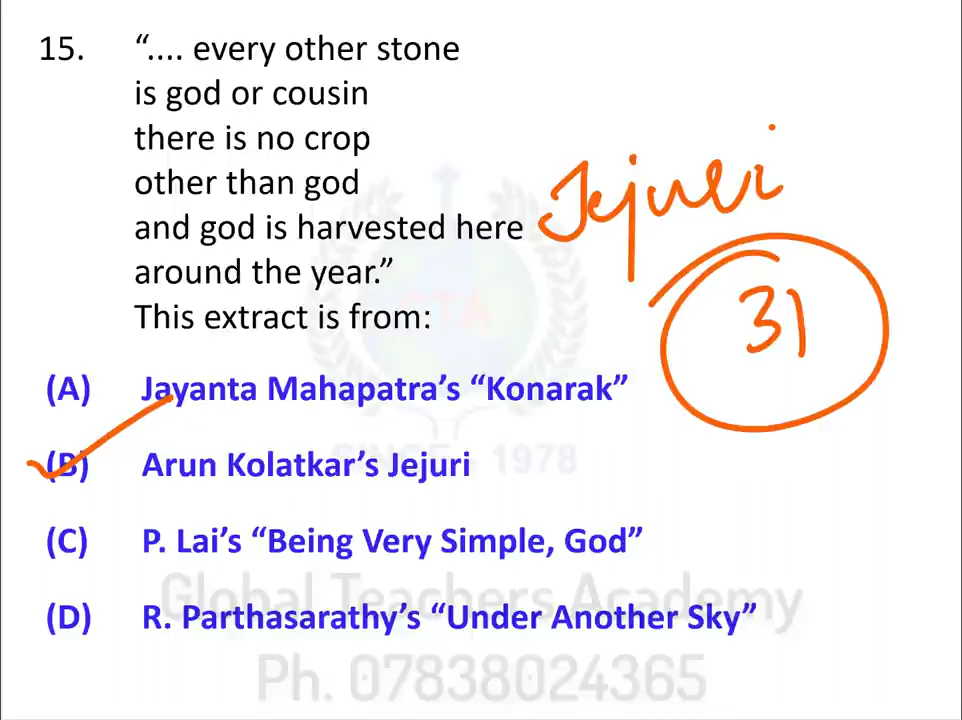 15. “.... every other stone
is god or cousin
there is no crop
other than god
and god is harvested here
around the year.”
This extract is from:
Jejuri
31
(A) Jayanta Mahapatra’s “Konarak”
(B) Arun Kolatkar’s Jejuri
(C) P. Lai’s “Being Very Simple, God”
(D) R. Parthasarathy’s “Under Another Sky”
GTA
SINCE 1978
Global Teachers Academy
Ph. 07838024365